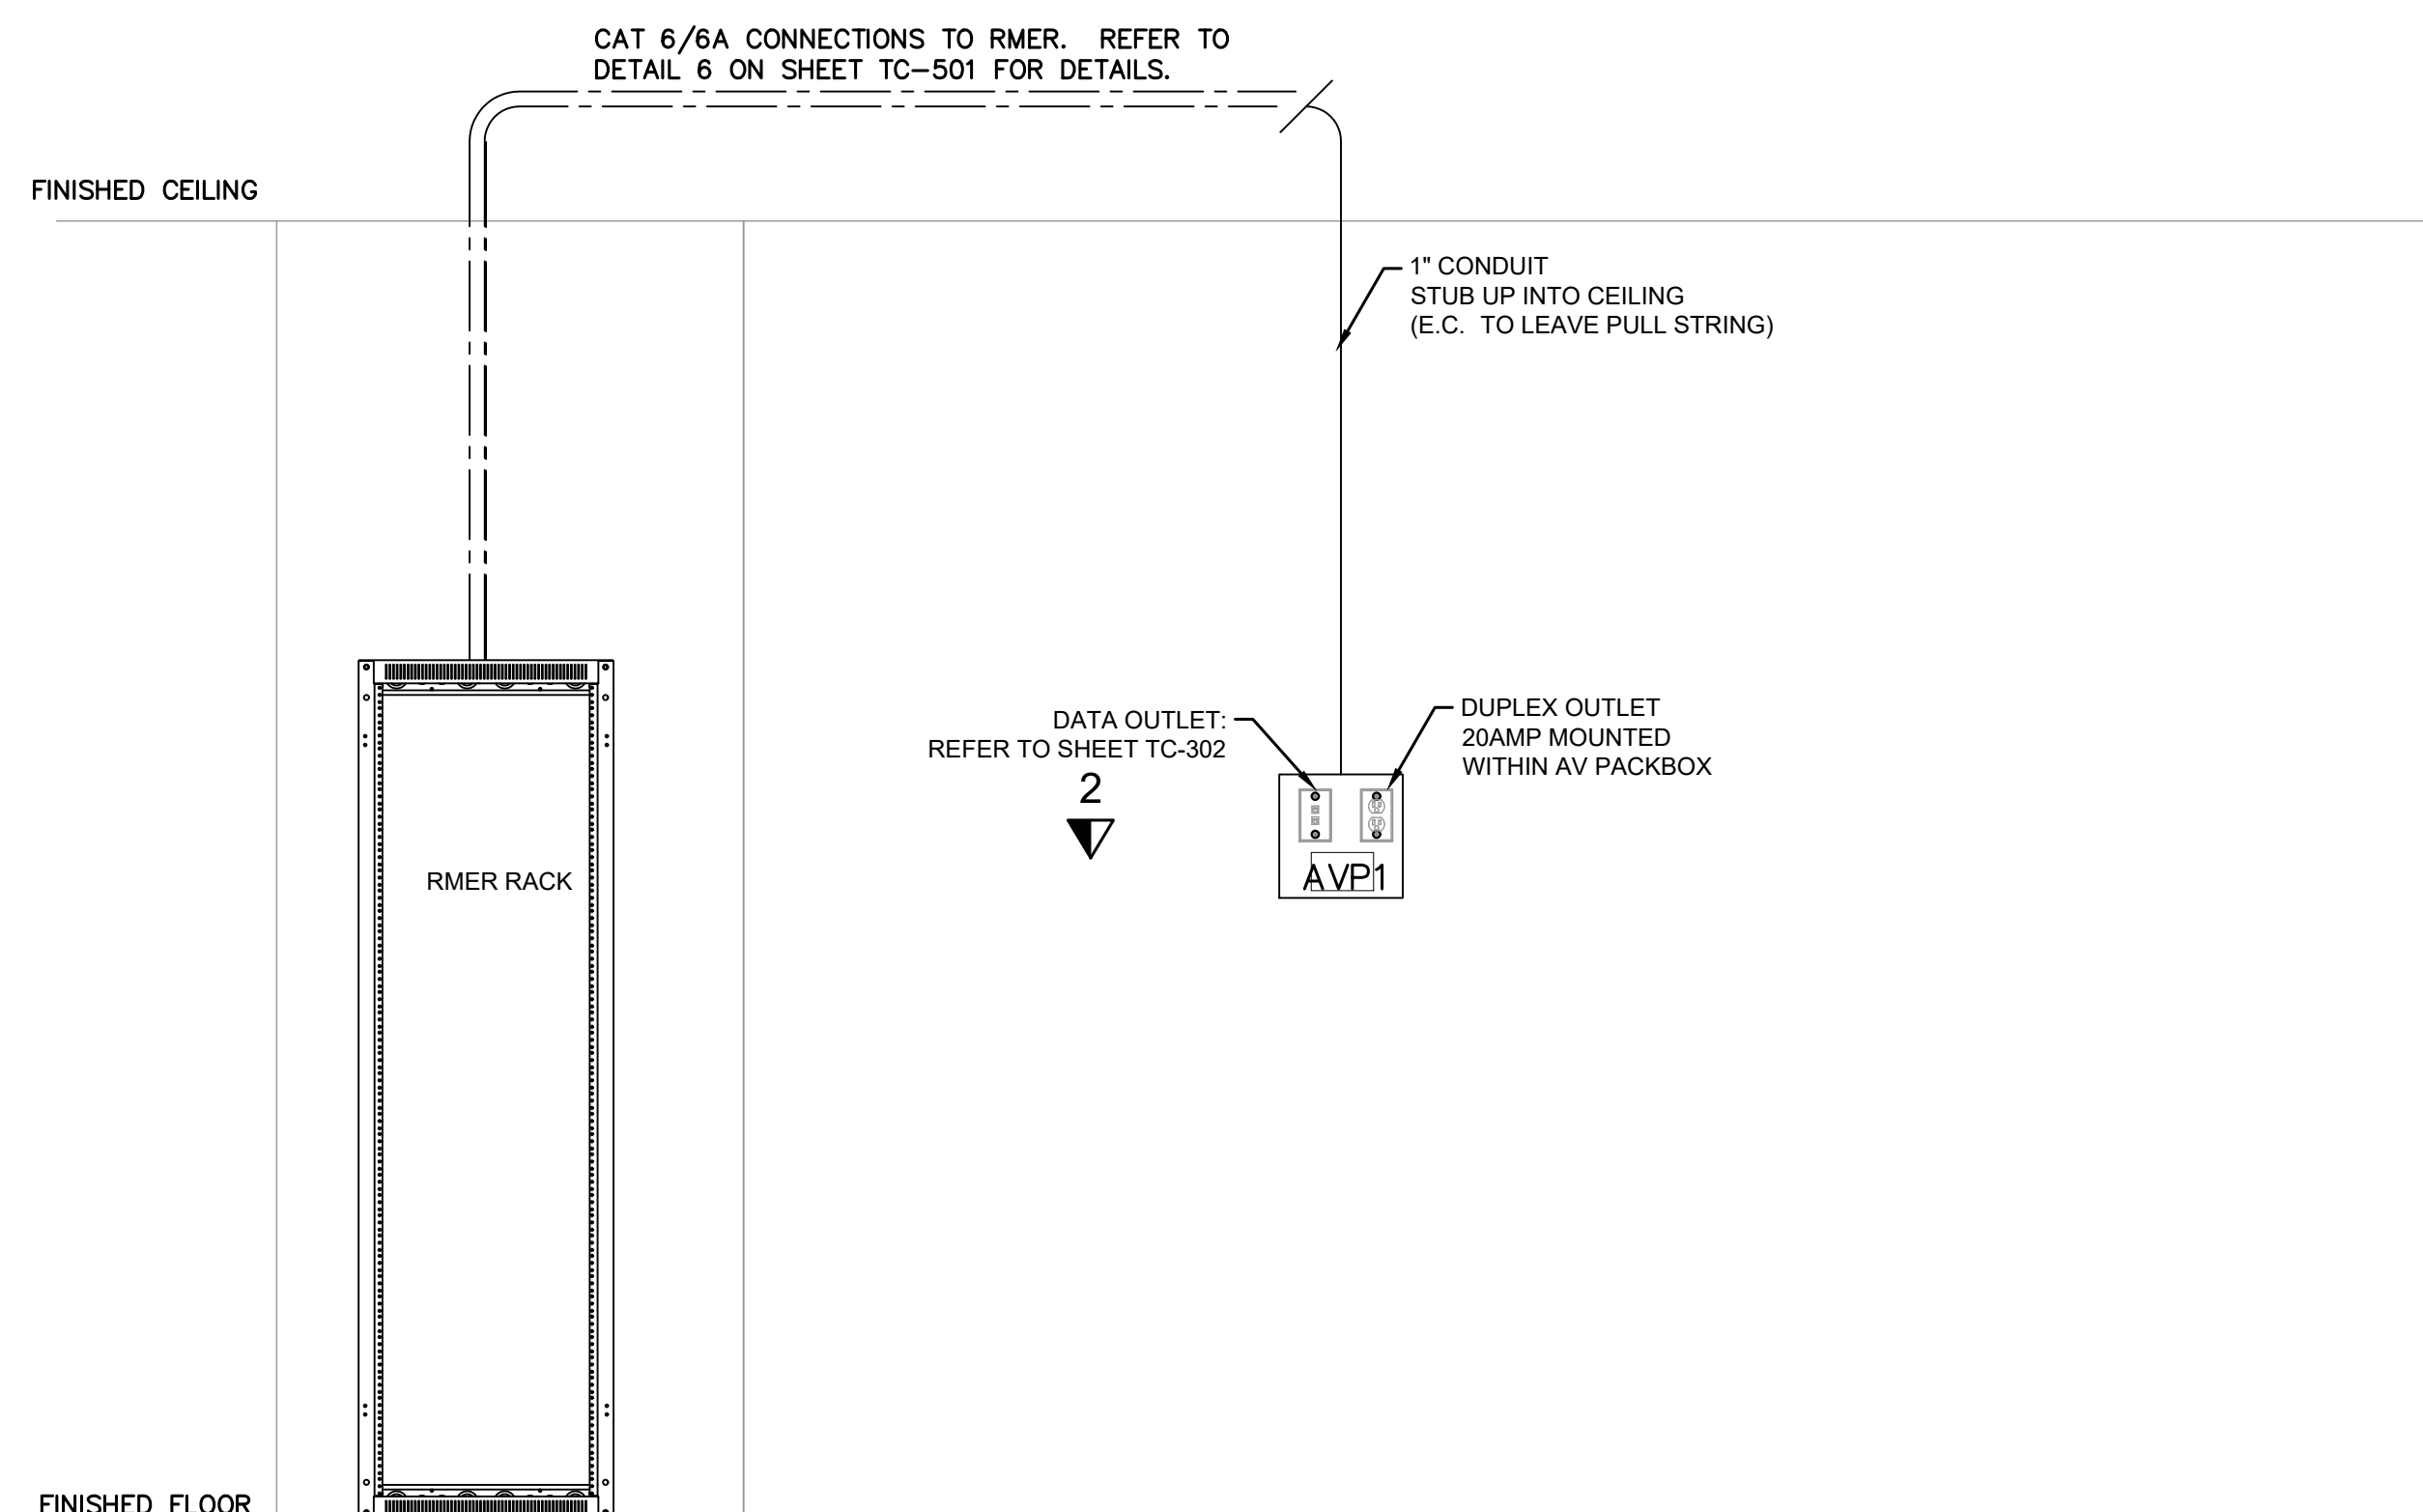 CAT 6/6A CONNECTIONS TO RMER. REFER TO
DETAIL 6 ON SHEET TC-501 FOR DETAILS.
FINISHED CEILING
1" CONDUIT
STUB UP INTO CEILING
(E.C. TO LEAVE PULL STRING)
DATA OUTLET:
REFER TO SHEET TC-302
2
DUPLEX OUTLET
20AMP MOUNTED
WITHIN AV PACKBOX
AVP1
RMER RACK
FINISHED FLOOR